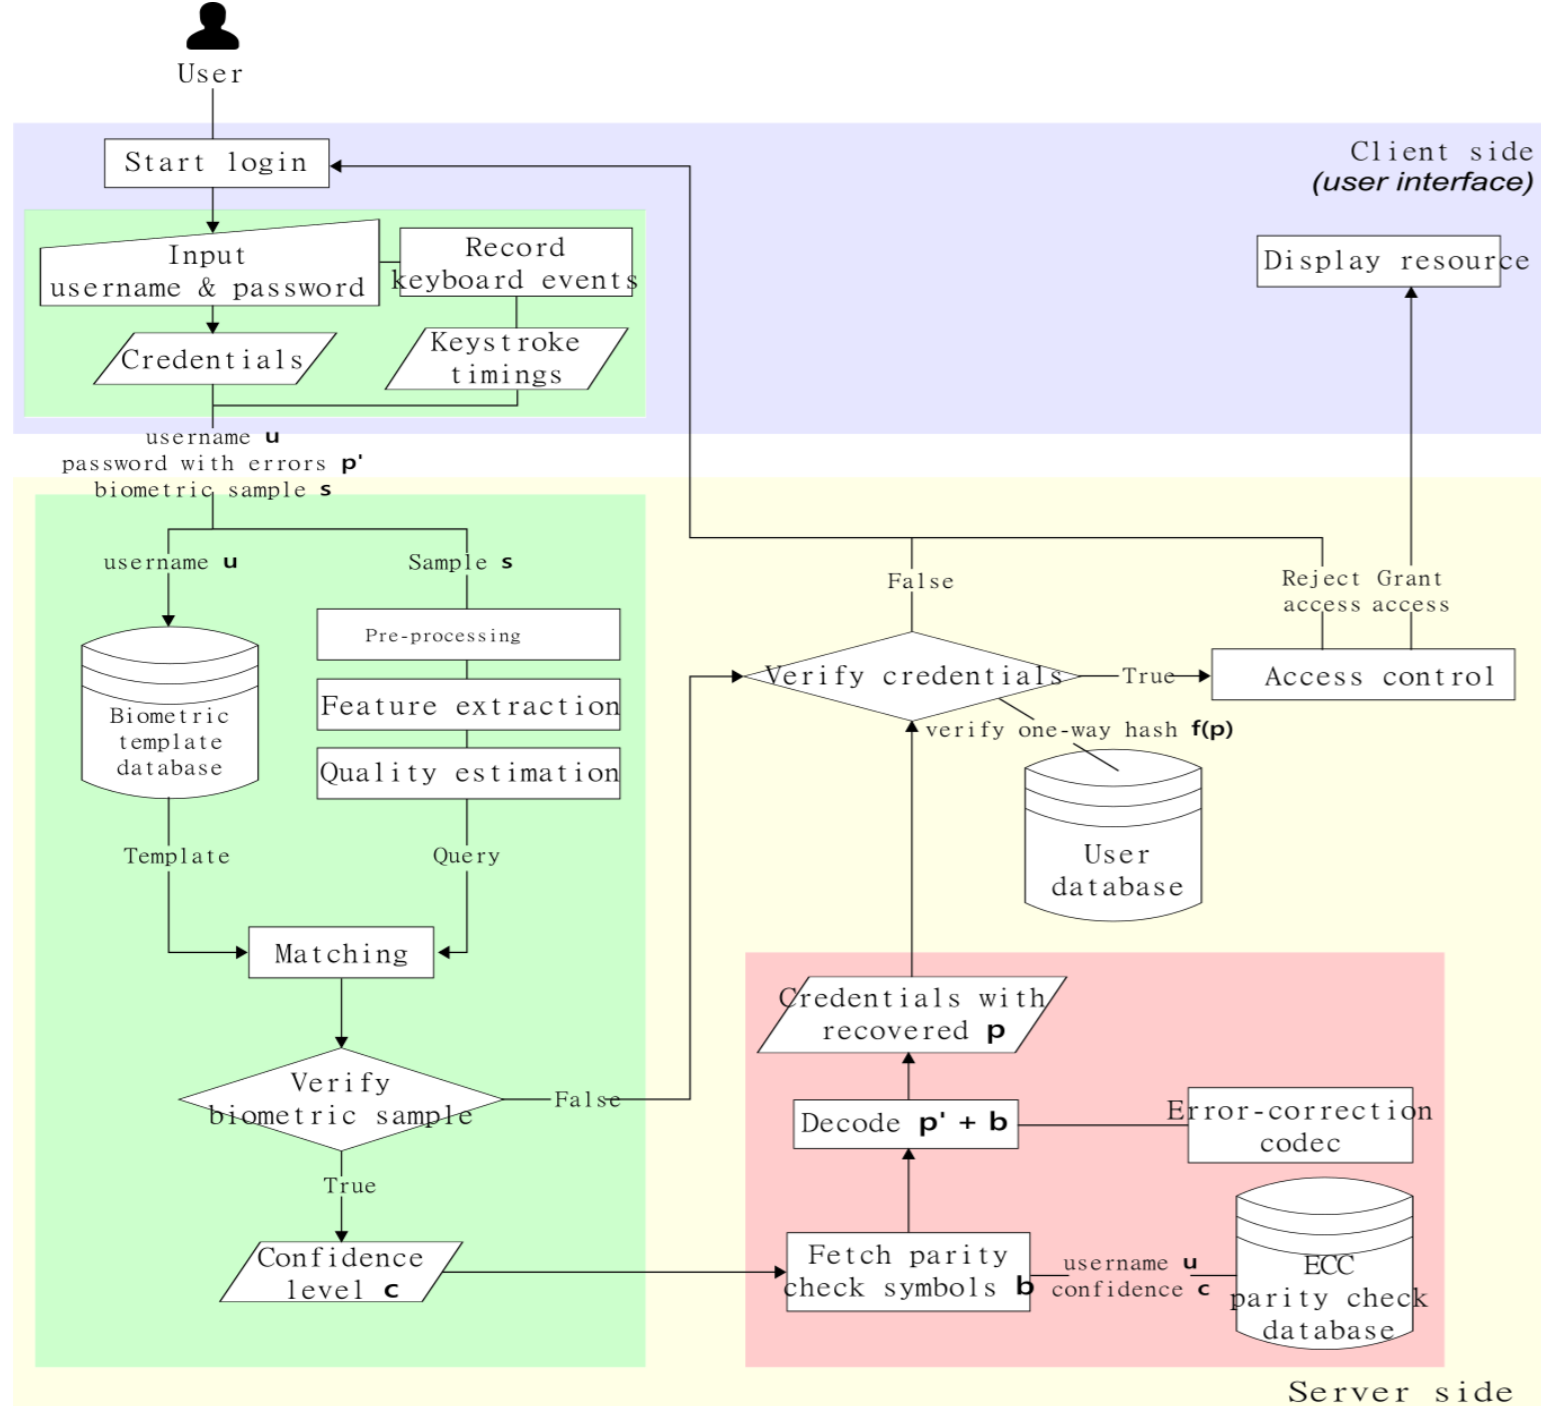 User
Client side
(user interface)
Start login
Input
username & password
Record
keyboard events
Display resource
Credentials
Keystroke
timings
username u
password with errors p'
biometric sample s
username u
Sample s
False
Reject
access
Grant
access
Pre-processing
Feature extraction
Quality estimation
Biometric
template
database
Verify credentials
True
Access control
verify one-way hash f(p)
User
database
Template
Query
Matching
Credentials with
recovered p
Verify
biometric sample
False
Decode p' + b
Error-correction
codec
True
Confidence
level c
Fetch parity
check symbols b
username u
confidence c
ECC
parity check
database
Server side